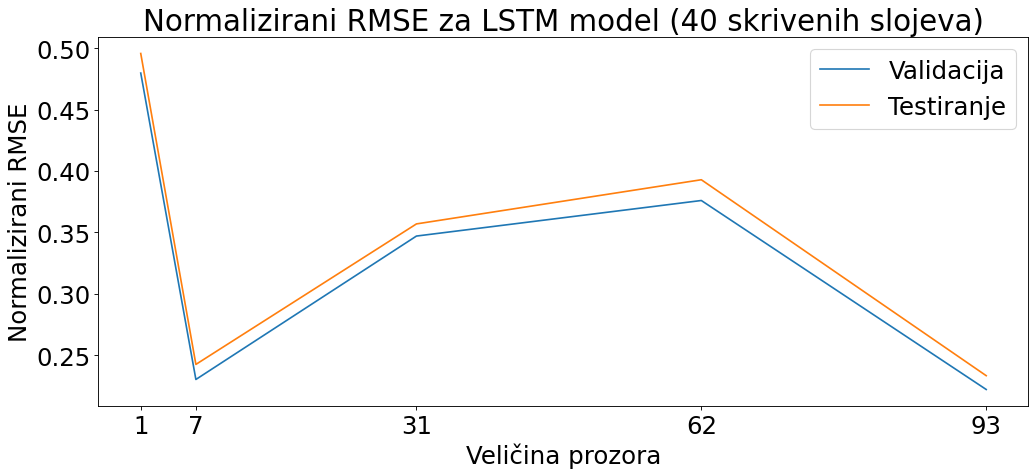 Normalizirani RMSE za LSTM model (40 skrivenih slojeva)
0.50
0.45
0.40
0.35
0.30
0.25
Normalizirani RMSE
Validacija
Testiranje
1 7 31 62 93
Veličina prozora